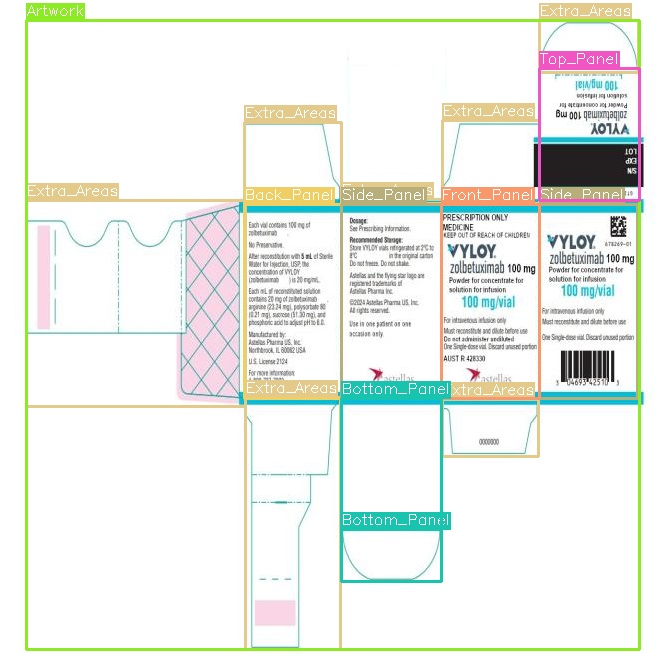 Artwork
Extra_Areas
Top_Panel
100 mg/vial
solution for infusion
Powder for concentrate for
zolbetuximab 100 mg
VYLOY
S/N
EXP
LOT
Extra_Areas
Extra_Areas
Extra_Areas
Back_Panel
Each vial contains 100 mg of
zolbetuximab
No Preservative.
After reconstitution with 5 mL of Sterile
Water for Injection, USP, the
concentration of VYLOY
(zolbetuximab ) is 20 mg/mL.
Each mL of reconstituted solution
contains 20 mg of zolbetuximab
arginine (23.24 mg), polysorbate 80
(0.21 mg), sucrose (51.30 mg), and
phosphoric acid to adjust pH to 6.0.
Manufactured by:
Astellas Pharma US, Inc.
Northbrook, IL 60062 USA
U.S. License 2124
For more information:
Side_Panel
Dosage:
See Prescribing Information.
Recommended Storage:
Store VYLOY vials refrigerated at 2°C to
8°C in the original carton
Do not freeze. Do not shake.
Astellas and the flying star logo are
registered trademarks of
Astellas Pharma Inc.
©2024 Astellas Pharma US, Inc.
All rights reserved.
Use in one patient on one
occasion only.
astellas
Front_Panel
PRESCRIPTION ONLY
MEDICINE
KEEP OUT OF REACH OF CHILDREN
VYLOY.
zolbetuximab 100 mg
Powder for concentrate for
solution for infusion
100 mg/vial
For intravenous infusion only
Must reconstitute and dilute before use
Do not administer undiluted
One Single-dose vial. Discard unused portion
AUST R 428330
astellas
Side_Panel
678269-01
VYLOY.
zolbetuximab 100 mg
Powder for concentrate for
solution for infusion
100 mg/vial
For intravenous infusion only
Must reconstitute and dilute before use
One Single-dose vial. Discard unused portion
3 04693 42510 3
Extra_Areas
Bottom_Panel
Extra_Areas
0000000
Bottom_Panel